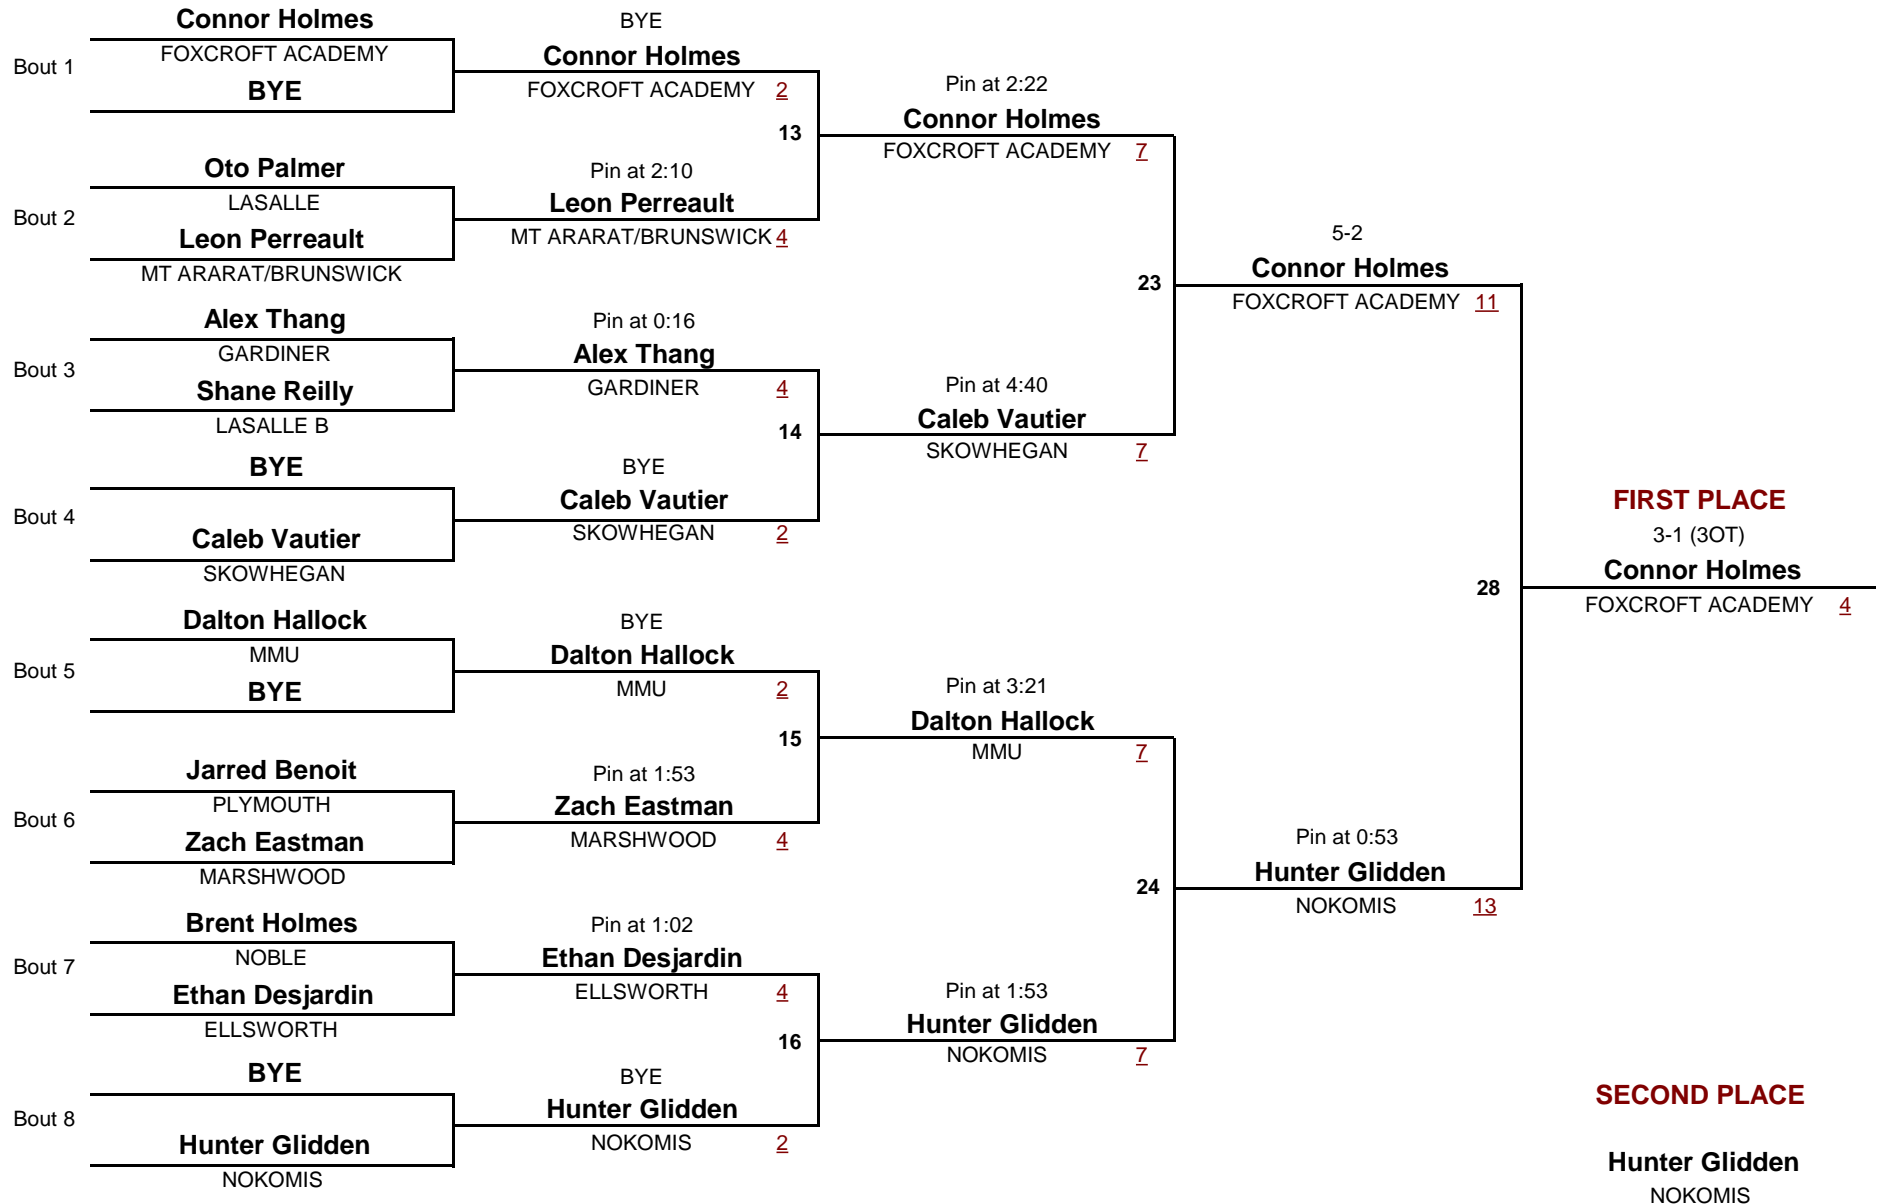 Connor Holmes
Bout 1
FOXCROFT ACADEMY
BYE
Oto Palmer
Bout 2
LASALLE
Leon Perreault
MT ARARAT/BRUNSWICK
Alex Thang
Bout 3
GARDINER
Shane Reilly
LASALLE B
BYE
Bout 4
Caleb Vautier
SKOWHEGAN
Dalton Hallock
Bout 5
MMU
BYE
Jarred Benoit
Bout 6
PLYMOUTH
Zach Eastman
MARSHWOOD
Brent Holmes
Bout 7
NOBLE
Ethan Desjardin
ELLSWORTH
BYE
Bout 8
Hunter Glidden
NOKOMIS
BYE
Connor Holmes
FOXCROFT ACADEMY 2
13
Pin at 2:10
Leon Perreault
MT ARARAT/BRUNSWICK 4
Pin at 0:16
Alex Thang
GARDINER 4
14
BYE
Caleb Vautier
SKOWHEGAN 2
BYE
Dalton Hallock
MMU 2
15
Pin at 1:53
Zach Eastman
MARSHWOOD 4
Pin at 1:02
Ethan Desjardin
ELLSWORTH 4
16
BYE
Hunter Glidden
NOKOMIS 2
Pin at 2:22
Connor Holmes
FOXCROFT ACADEMY 7
23
Pin at 4:40
Caleb Vautier
SKOWHEGAN 7
Pin at 3:21
Dalton Hallock
MMU 7
24
Pin at 1:53
Hunter Glidden
NOKOMIS 7
5-2
Connor Holmes
FOXCROFT ACADEMY 11
28
Pin at 0:53
Hunter Glidden
NOKOMIS 13
FIRST PLACE
3-1 (3OT)
Connor Holmes
FOXCROFT ACADEMY 4
SECOND PLACE
Hunter Glidden
NOKOMIS